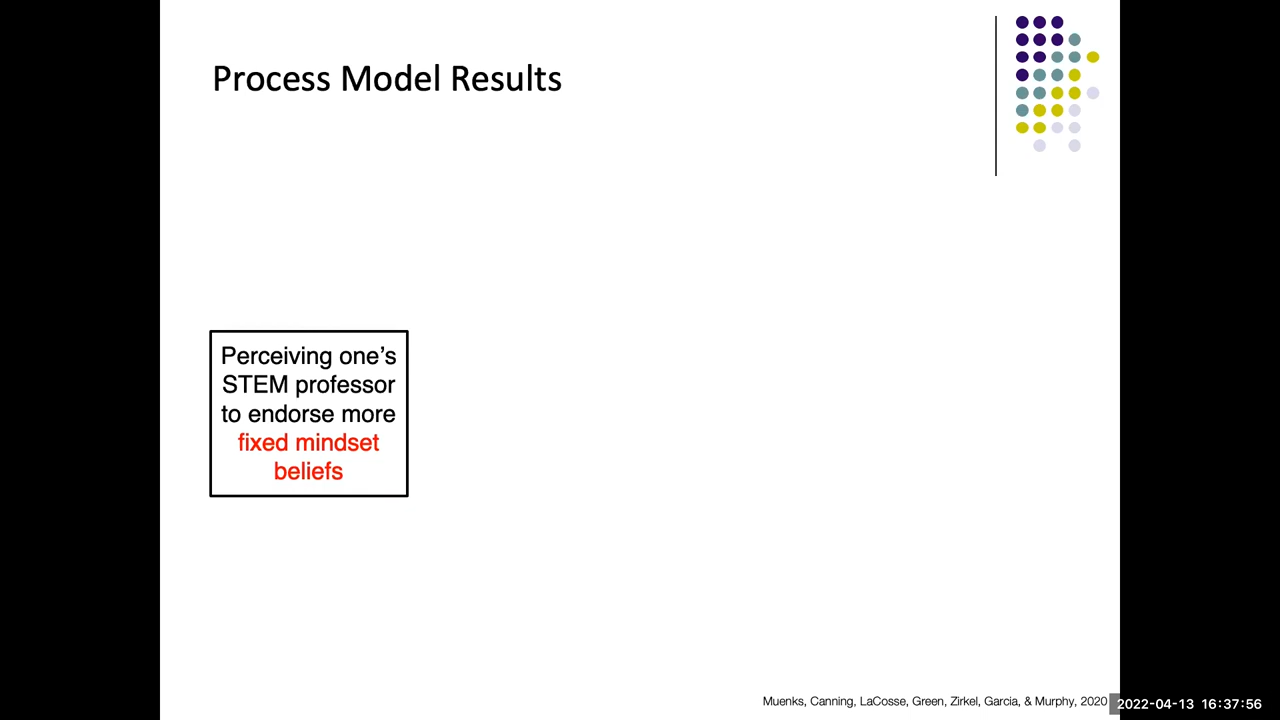 Process Model Results
Perceiving one’s
STEM professor
to endorse more
fixed mindset
beliefs
Muenks, Canning, LaCosse, Green, Zirkel, Garcia, & Murphy, 2020
2022-04-13 16:37:56